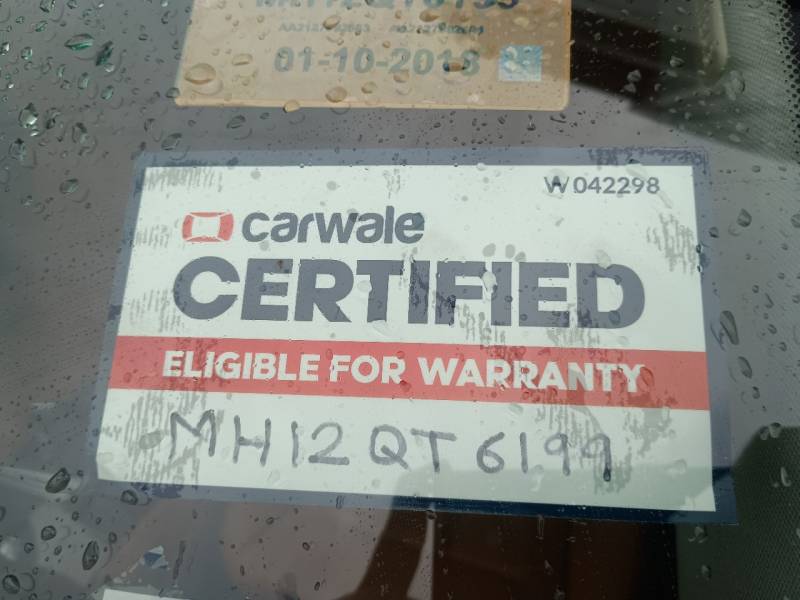 01-10-2018
W042298
carwale
CERTIFIED
ELIGIBLE FOR WARRANTY
MH12QT6199